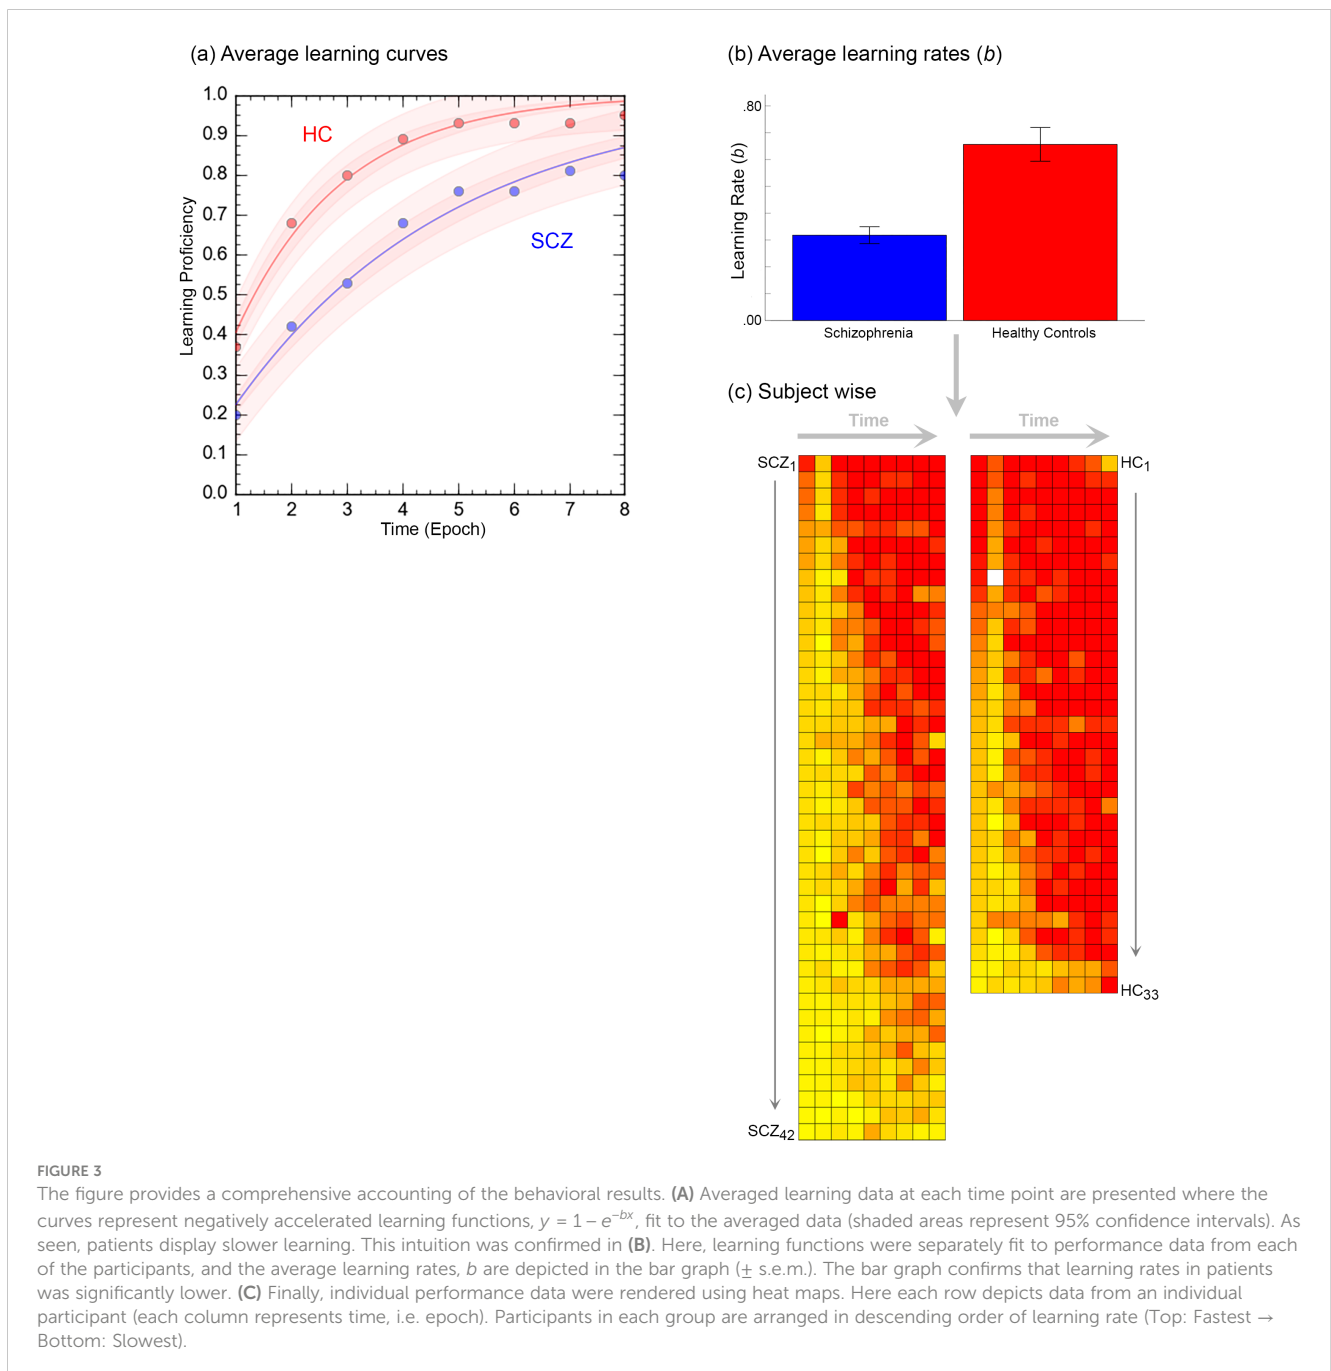 (a) Average learning curves
1.0
0.9
0.8
0.7
0.6
0.5
0.4
0.3
0.2
0.1
0.0
Learning Proficiency
HC
SCZ
1 2 3 4 5 6 7 8
Time (Epoch)
(b) Average learning rates (b)
.80
.00
Learning Rate (b)
Schizophrenia Healthy Controls
(c) Subject wise
Time Time
SCZ1 HC1
HC33
SCZ42
FIGURE 3
The figure provides a comprehensive accounting of the behavioral results. (A) Averaged learning data at each time point are presented where the
curves represent negatively accelerated learning functions, y = 1 – e^–bx, fit to the averaged data (shaded areas represent 95% confidence intervals). As
seen, patients display slower learning. This intuition was confirmed in (B). Here, learning functions were separately fit to performance data from each
of the participants, and the average learning rates, b are depicted in the bar graph (± s.e.m.). The bar graph confirms that learning rates in patients
was significantly lower. (C) Finally, individual performance data were rendered using heat maps. Here each row depicts data from an individual
participant (each column represents time, i.e. epoch). Participants in each group are arranged in descending order of learning rate (Top: Fastest →
Bottom: Slowest).